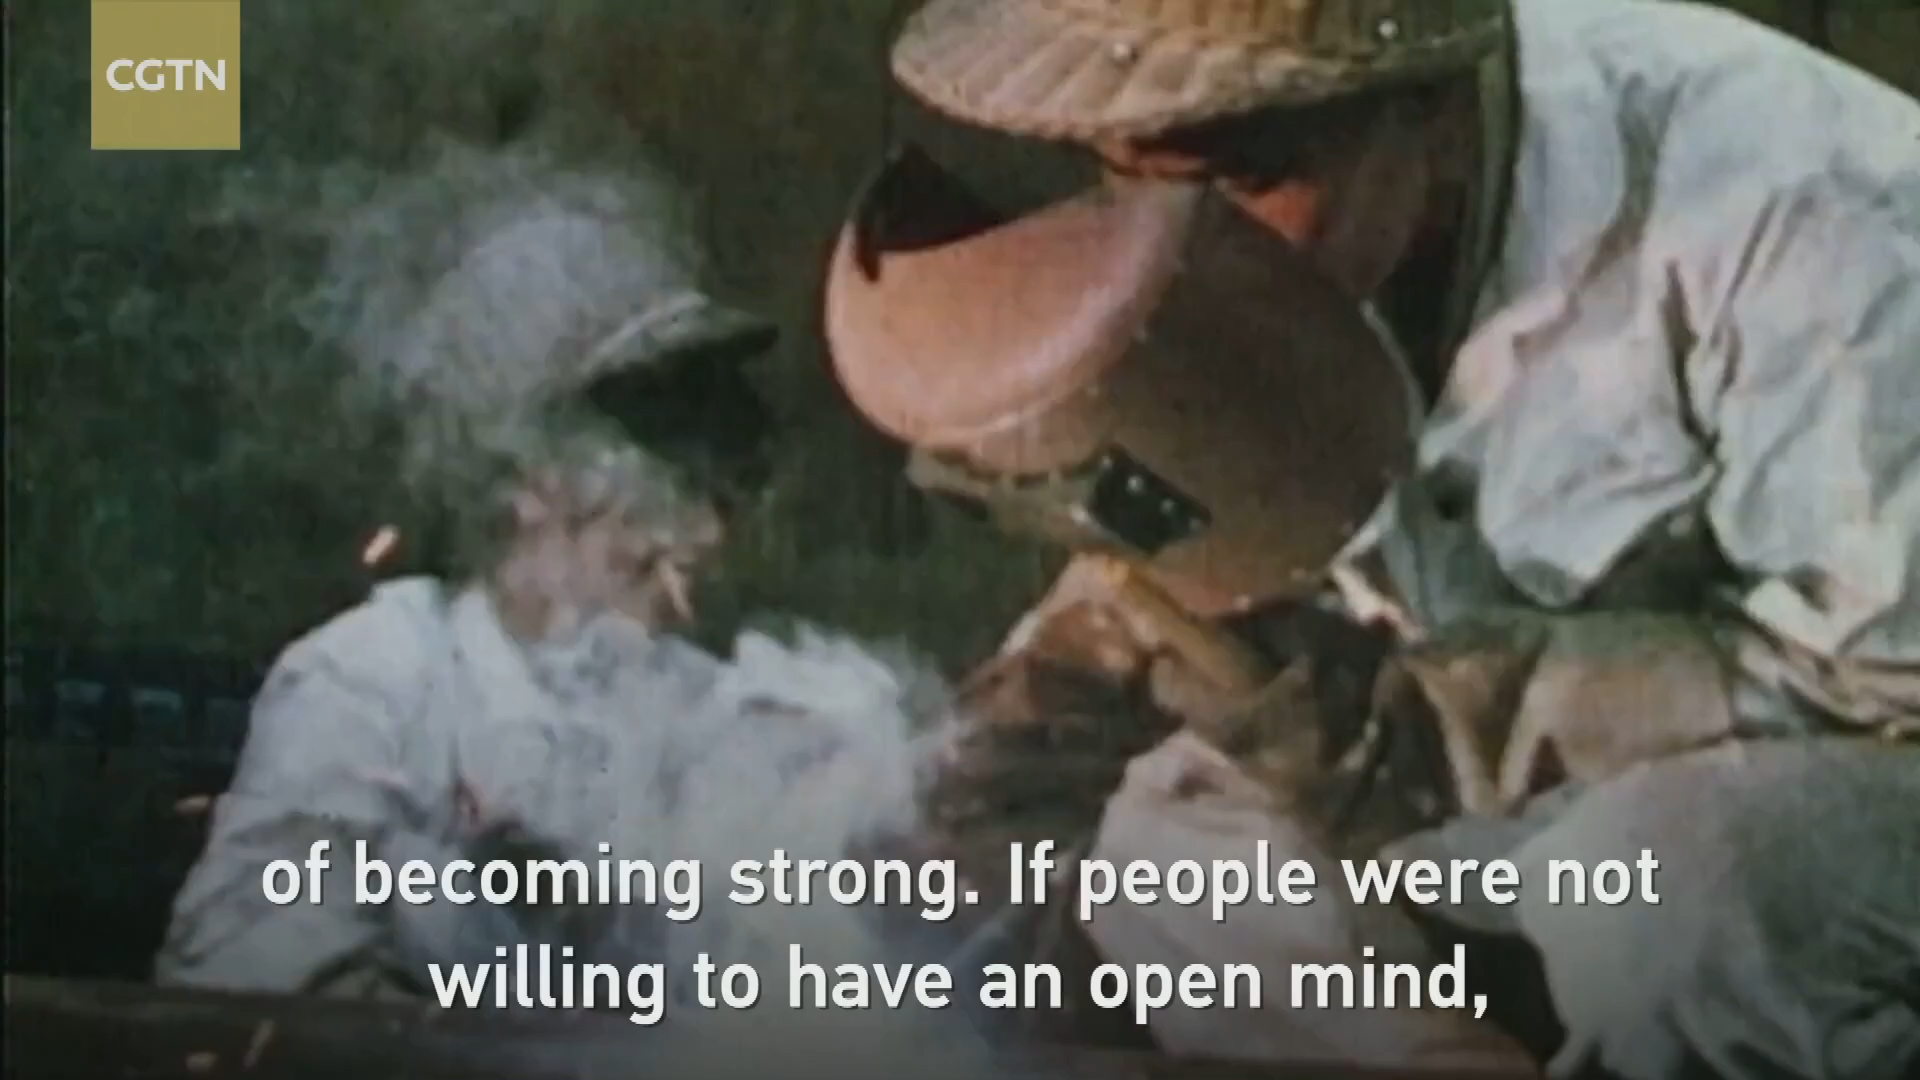 CGTN
of becoming strong. If people were not
willing to have an open mind,